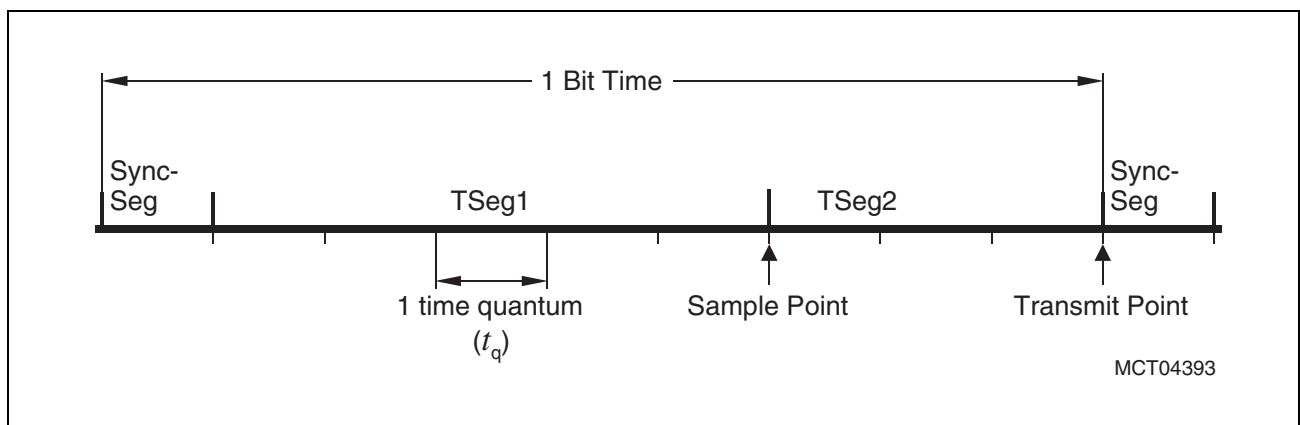 1 Bit Time
Sync-
Seg
TSeg1
TSeg2
Sync-
Seg
1 time quantum
(tq)
Sample Point
Transmit Point
MCT04393